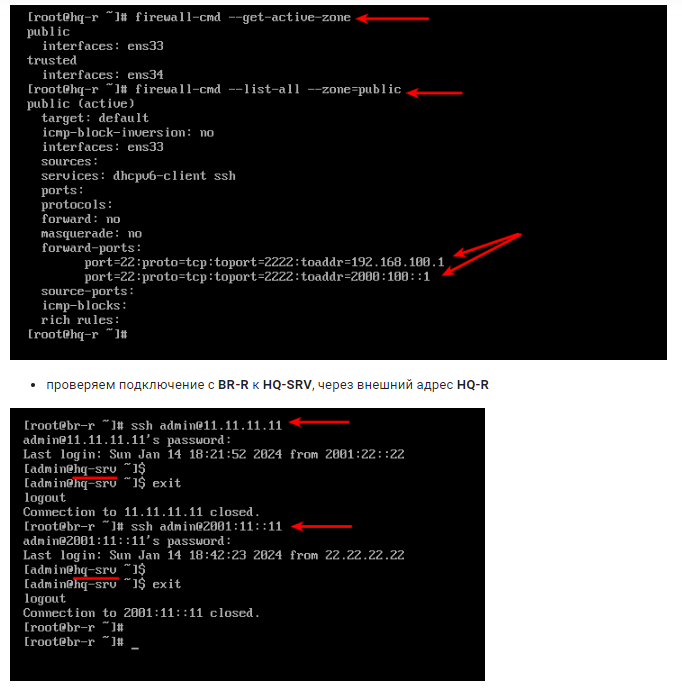 [root@hq-r ~]# firewall-cmd --get-active-zone
public
interfaces: ens33
trusted
interfaces: ens34
[root@hq-r ~]# firewall-cmd --list-all --zone=public
public (active)
target: default
icmp-block-inversion: no
interfaces: ens33
sources:
services: dhcpv6-client ssh
ports:
protocols:
forward: no
masquerade: no
forward-ports:
port=22:proto=tcp:toport=2222:toaddr=192.168.100.1
port=22:proto=tcp:toport=2222:toaddr=2000:100::1
source-ports:
icmp-blocks:
rich rules:
[root@hq-r ~]#
• проверяем подключение с BR-R к HQ-SRV, через внешний адрес HQ-R
[root@br-r ~]# ssh admin@11.11.11.11
admin@11.11.11.11's password:
Last login: Sun Jan 14 18:21:52 2024 from 2001:22::22
[admin@hq-srv ~]$
[admin@hq-srv ~]$ exit
logout
Connection to 11.11.11.11 closed.
[root@br-r ~]# ssh admin@2001:11::11
admin@2001:11::11's password:
Last login: Sun Jan 14 18:42:23 2024 from 22.22.22.22
[admin@hq-srv ~]$
[admin@hq-srv ~]$ exit
logout
Connection to 2001:11::11 closed.
[root@br-r ~]#
[root@br-r ~]# _